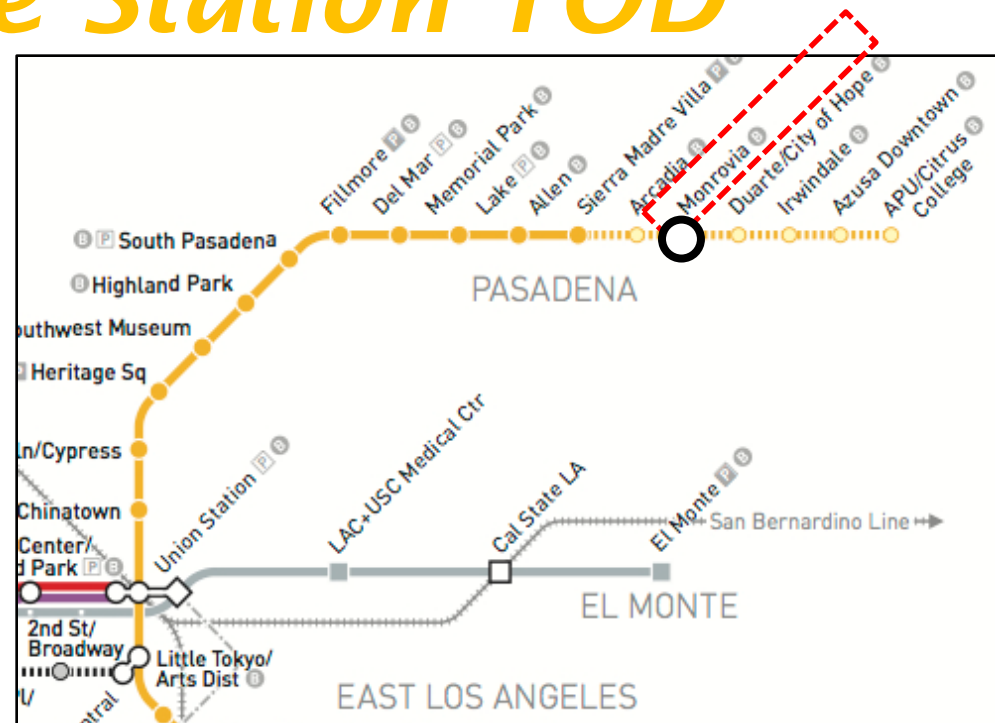 e Station TOD
Fillmore P B
Del Mar P B
Memorial Park B
Lake P B
Allen B
Sierra Madre Villa P B
Arcadia B
Monrovia B
Duarte/City of Hope B
Irwindale B
Azusa Downtown B
APU/Citrus B
College
B P South Pasadena
B Highland Park
PASADENA
outhwest Museum
Heritage Sq
ln/Cypress
Chinatown
Center/
d Park P B
Union Station P B
LAC+USC Medical Ctr
Cal State LA
El Monte P B
San Bernardino Line
EL MONTE
2nd St/
Broadway
Little Tokyo/
Arts Dist B
EAST LOS ANGELES
ntral